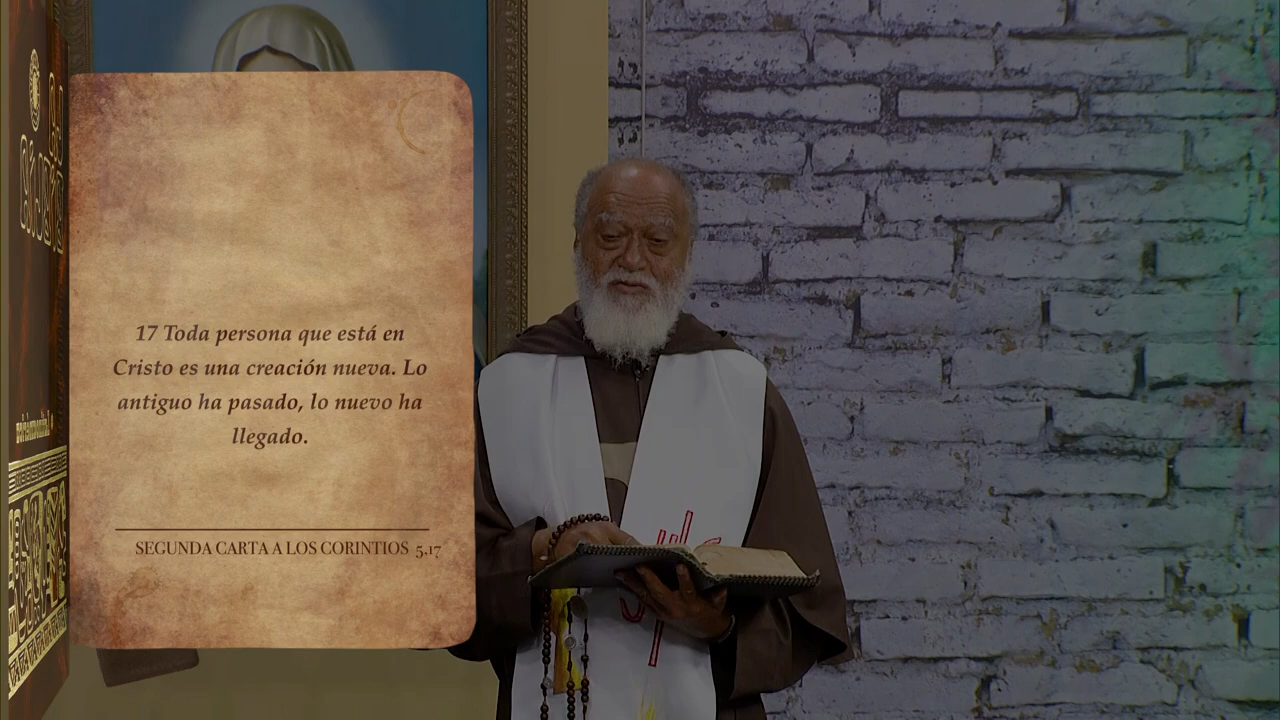 17 Toda persona que está en
Cristo es una creación nueva. Lo
antiguo ha pasado, lo nuevo ha
llegado.
SEGUNDA CARTA A LOS CORINTIOS 5,17